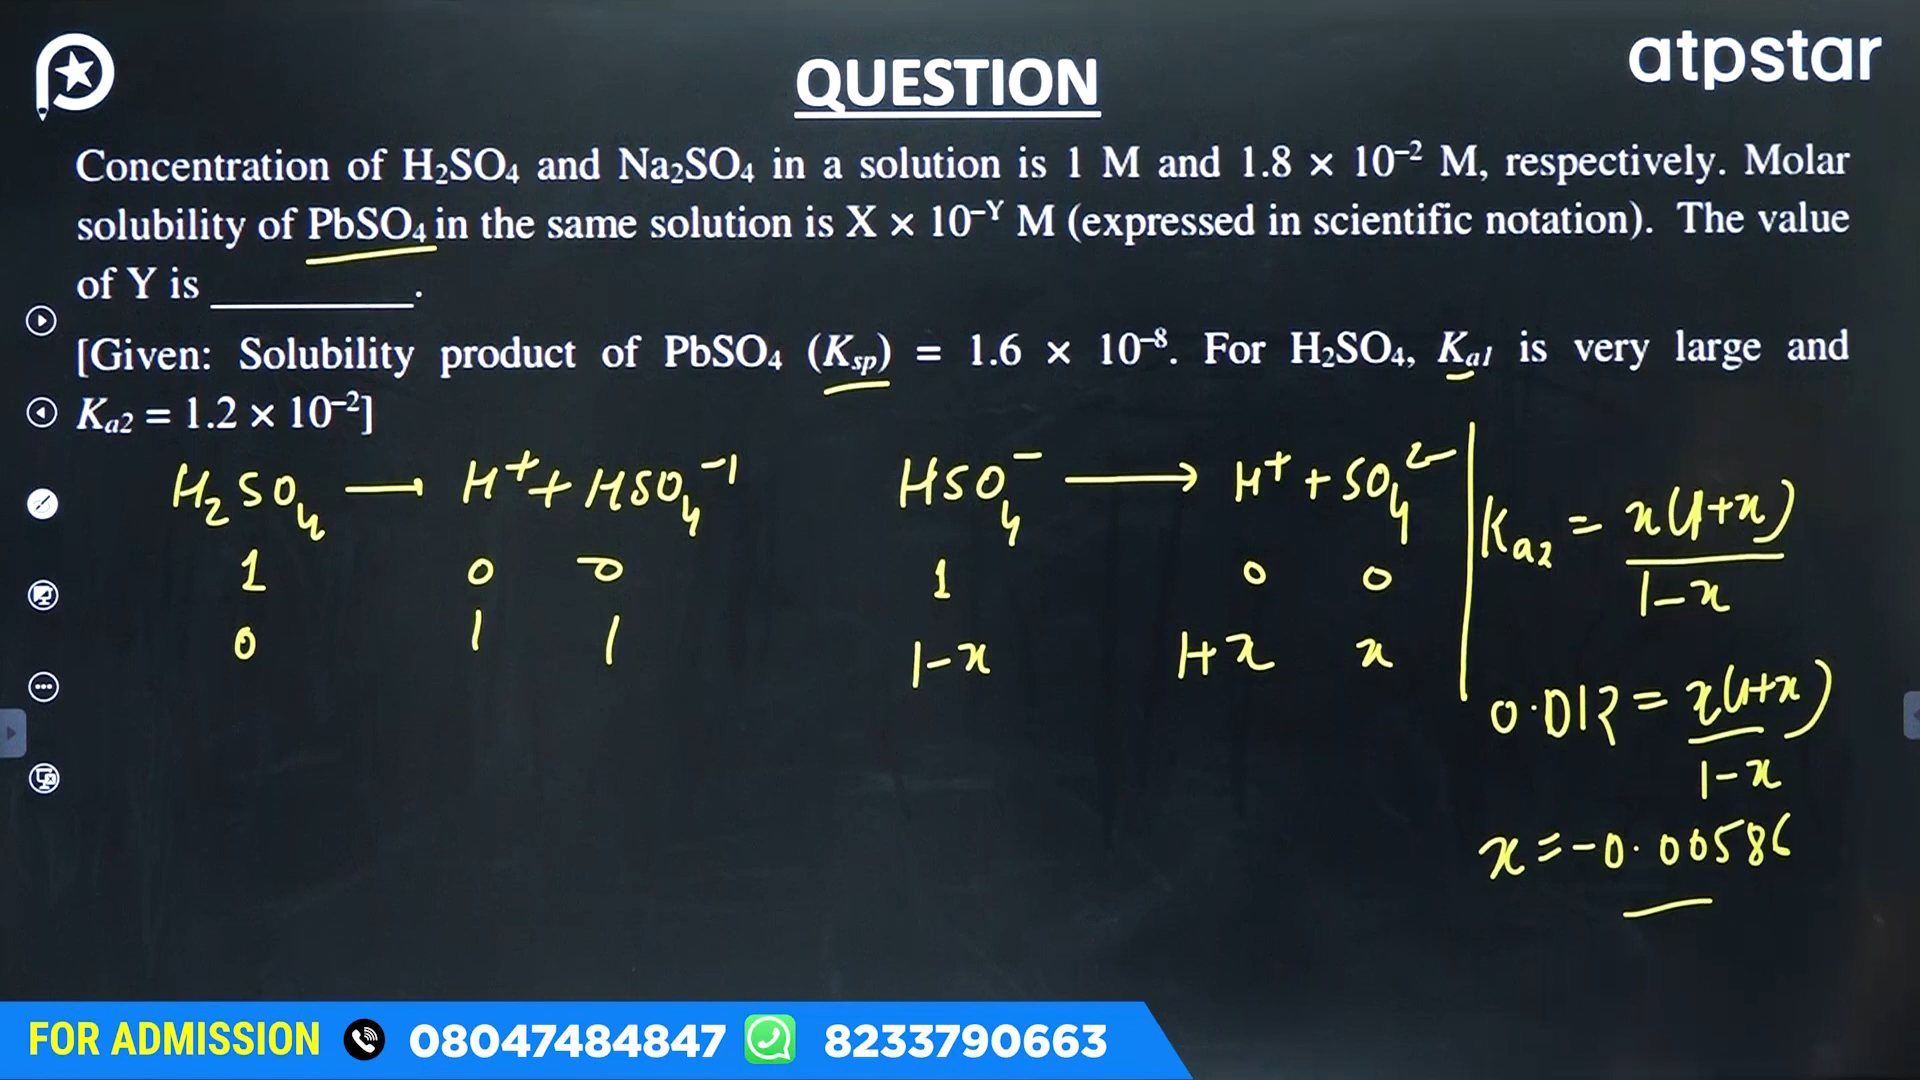 atpstar
QUESTION
Concentration of H₂SO₄ and Na₂SO₄ in a solution is 1 M and 1.8 × 10⁻² M, respectively. Molar
solubility of PbSO₄ in the same solution is X × 10⁻ʸ M (expressed in scientific notation). The value
of Y is __________.
[Given: Solubility product of PbSO₄ (Ksp) = 1.6 × 10⁻⁸. For H₂SO₄, Ka1 is very large and
Ka2 = 1.2 × 10⁻²]
H₂SO₄ → H⁺ + HSO₄⁻¹
1 0 0
0 1 1
HSO₄⁻ → H⁺ + SO₄²⁻
1 0 0
1-x 1+x x
Ka2 = x(1+x)
1-x
0.012 = x(1+x)
1-x
x = -0.00586
FOR ADMISSION 08047484847 8233790663